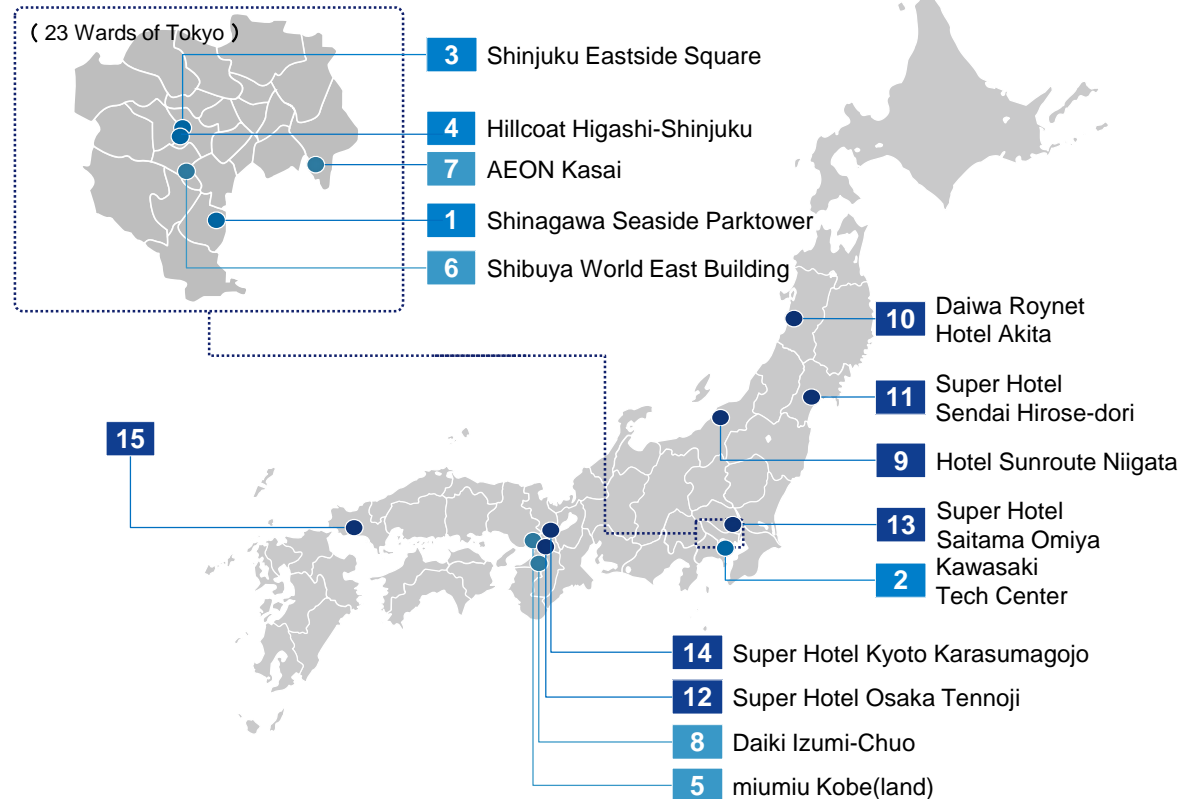 ( 23 Wards of Tokyo )
3 Shinjuku Eastside Square
4 Hillcoat Higashi-Shinjuku
7 AEON Kasai
1 Shinagawa Seaside Parktower
6 Shibuya World East Building
10 Daiwa Roynet
Hotel Akita
11 Super Hotel
Sendai Hirose-dori
15
9 Hotel Sunroute Niigata
13 Super Hotel
Saitama Omiya
2 Kawasaki
Tech Center
14 Super Hotel Kyoto Karasumagojo
12 Super Hotel Osaka Tennoji
8 Daiki Izumi-Chuo
5 miumiu Kobe(land)